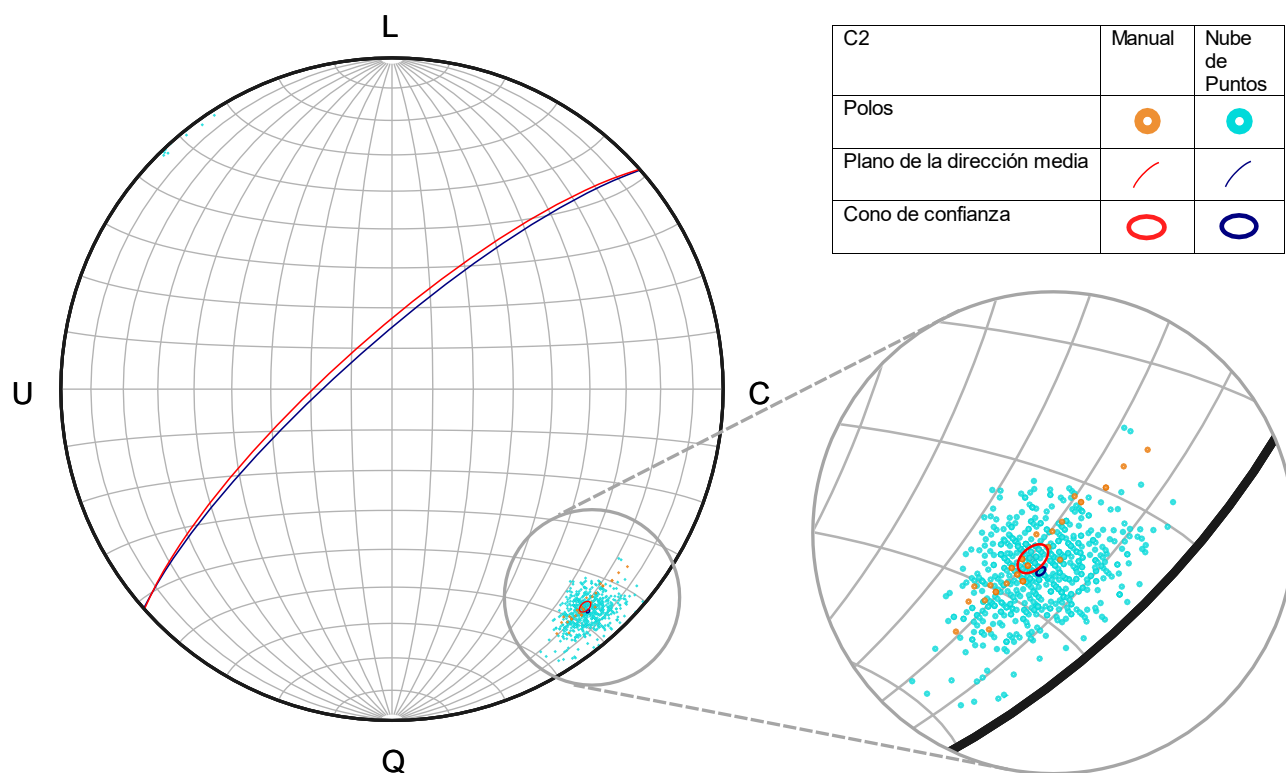 L
U
C
Q
C2 Manual Nube
de
Puntos
Polos
Plano de la dirección media
Cono de confianza